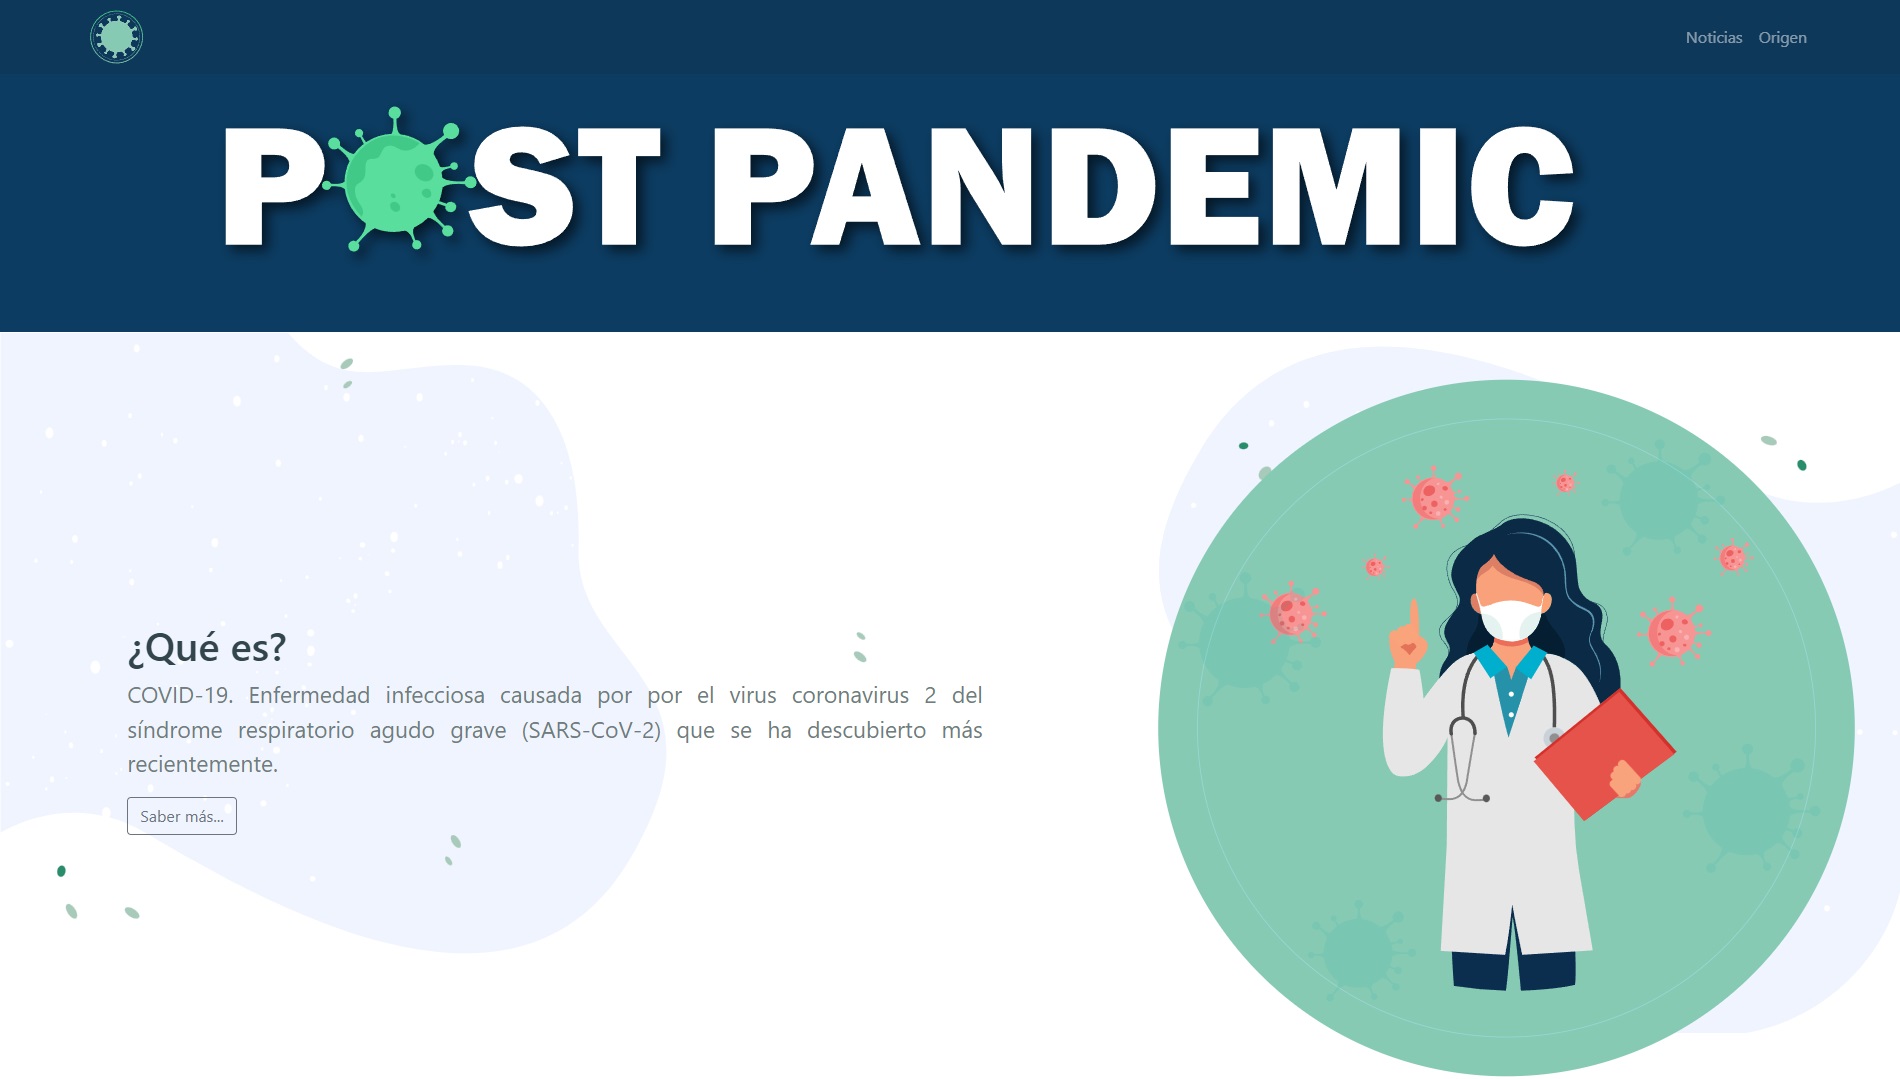 Noticias Origen
POST PANDEMIC
¿Qué es?
COVID-19. Enfermedad infecciosa causada por por el virus coronavirus 2 del
síndrome respiratorio agudo grave (SARS-CoV-2) que se ha descubierto más
recientemente.
Saber más...